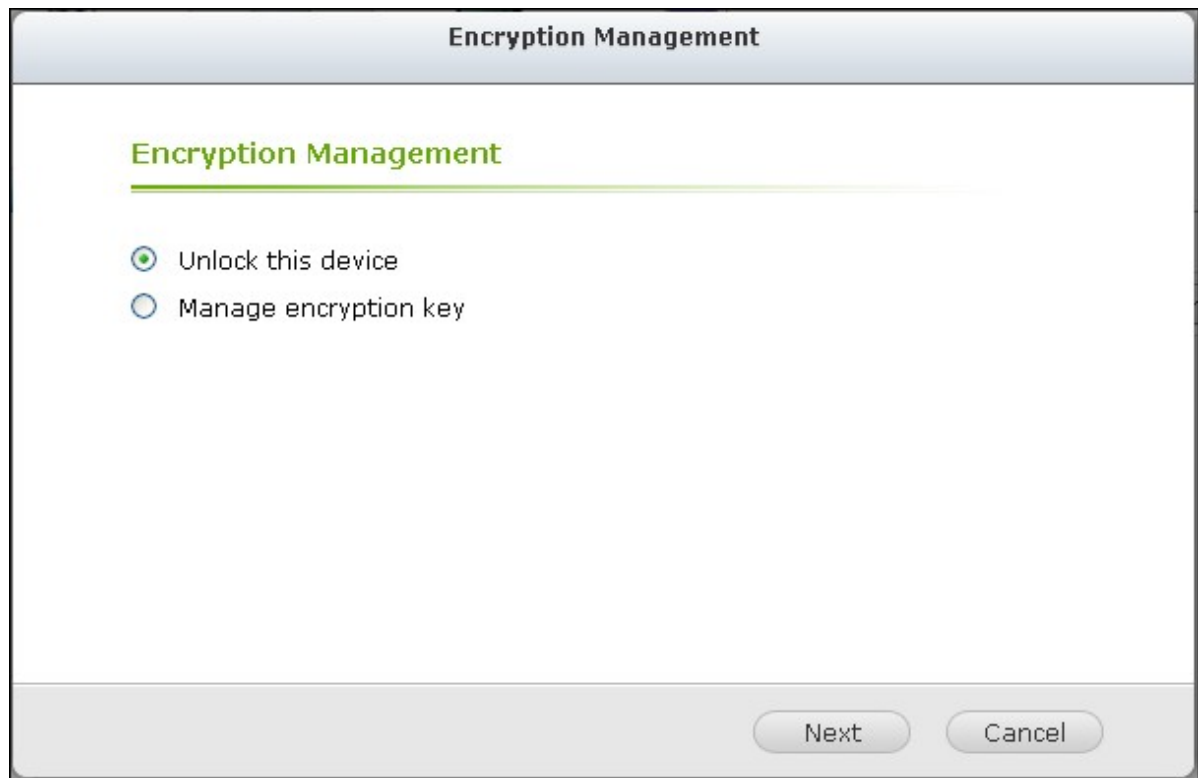 Encryption Management
Encryption Management
Unlock this device
Manage encryption key
Next Cancel